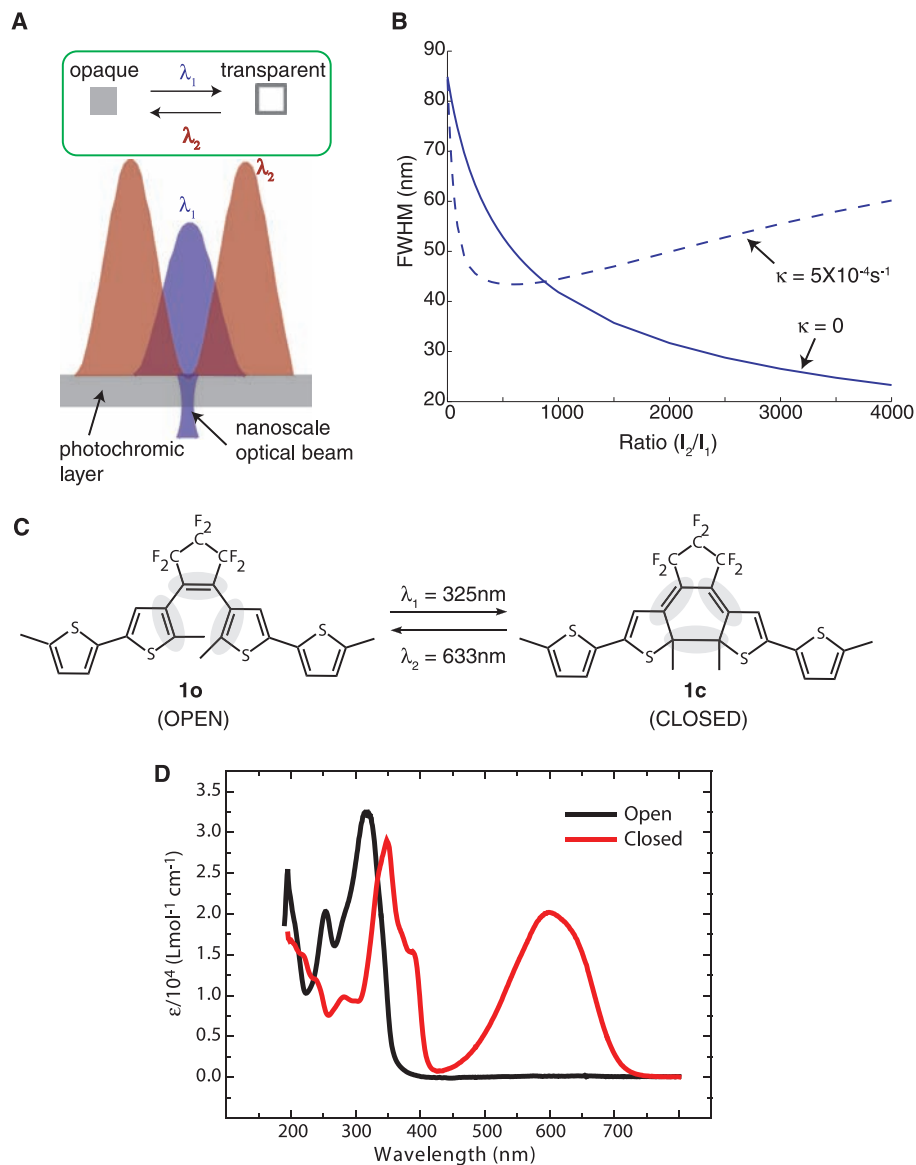 A
opaque
λ₁
transparent
λ₂
λ₂
λ₁
photochromic
layer
nanoscale
optical beam
B
90
80
70
60
50
40
30
20
FWHM (nm)
κ = 5X10⁻⁴s⁻¹
κ = 0
0 1000 2000 3000 4000
Ratio (I₂/I₁)
C
F₂
C
F₂C CF₂
S S S S
1o
(OPEN)
λ₁ = 325nm
λ₂ = 633nm
F₂
C
F₂C CF₂
S S S S
1c
(CLOSED)
D
3.5
3.0
2.5
2.0
1.5
1.0
0.5
0.0
ε/10⁴ (Lmol⁻¹ cm⁻¹)
Open
Closed
200 300 400 500 600 700
Wavelength (nm)